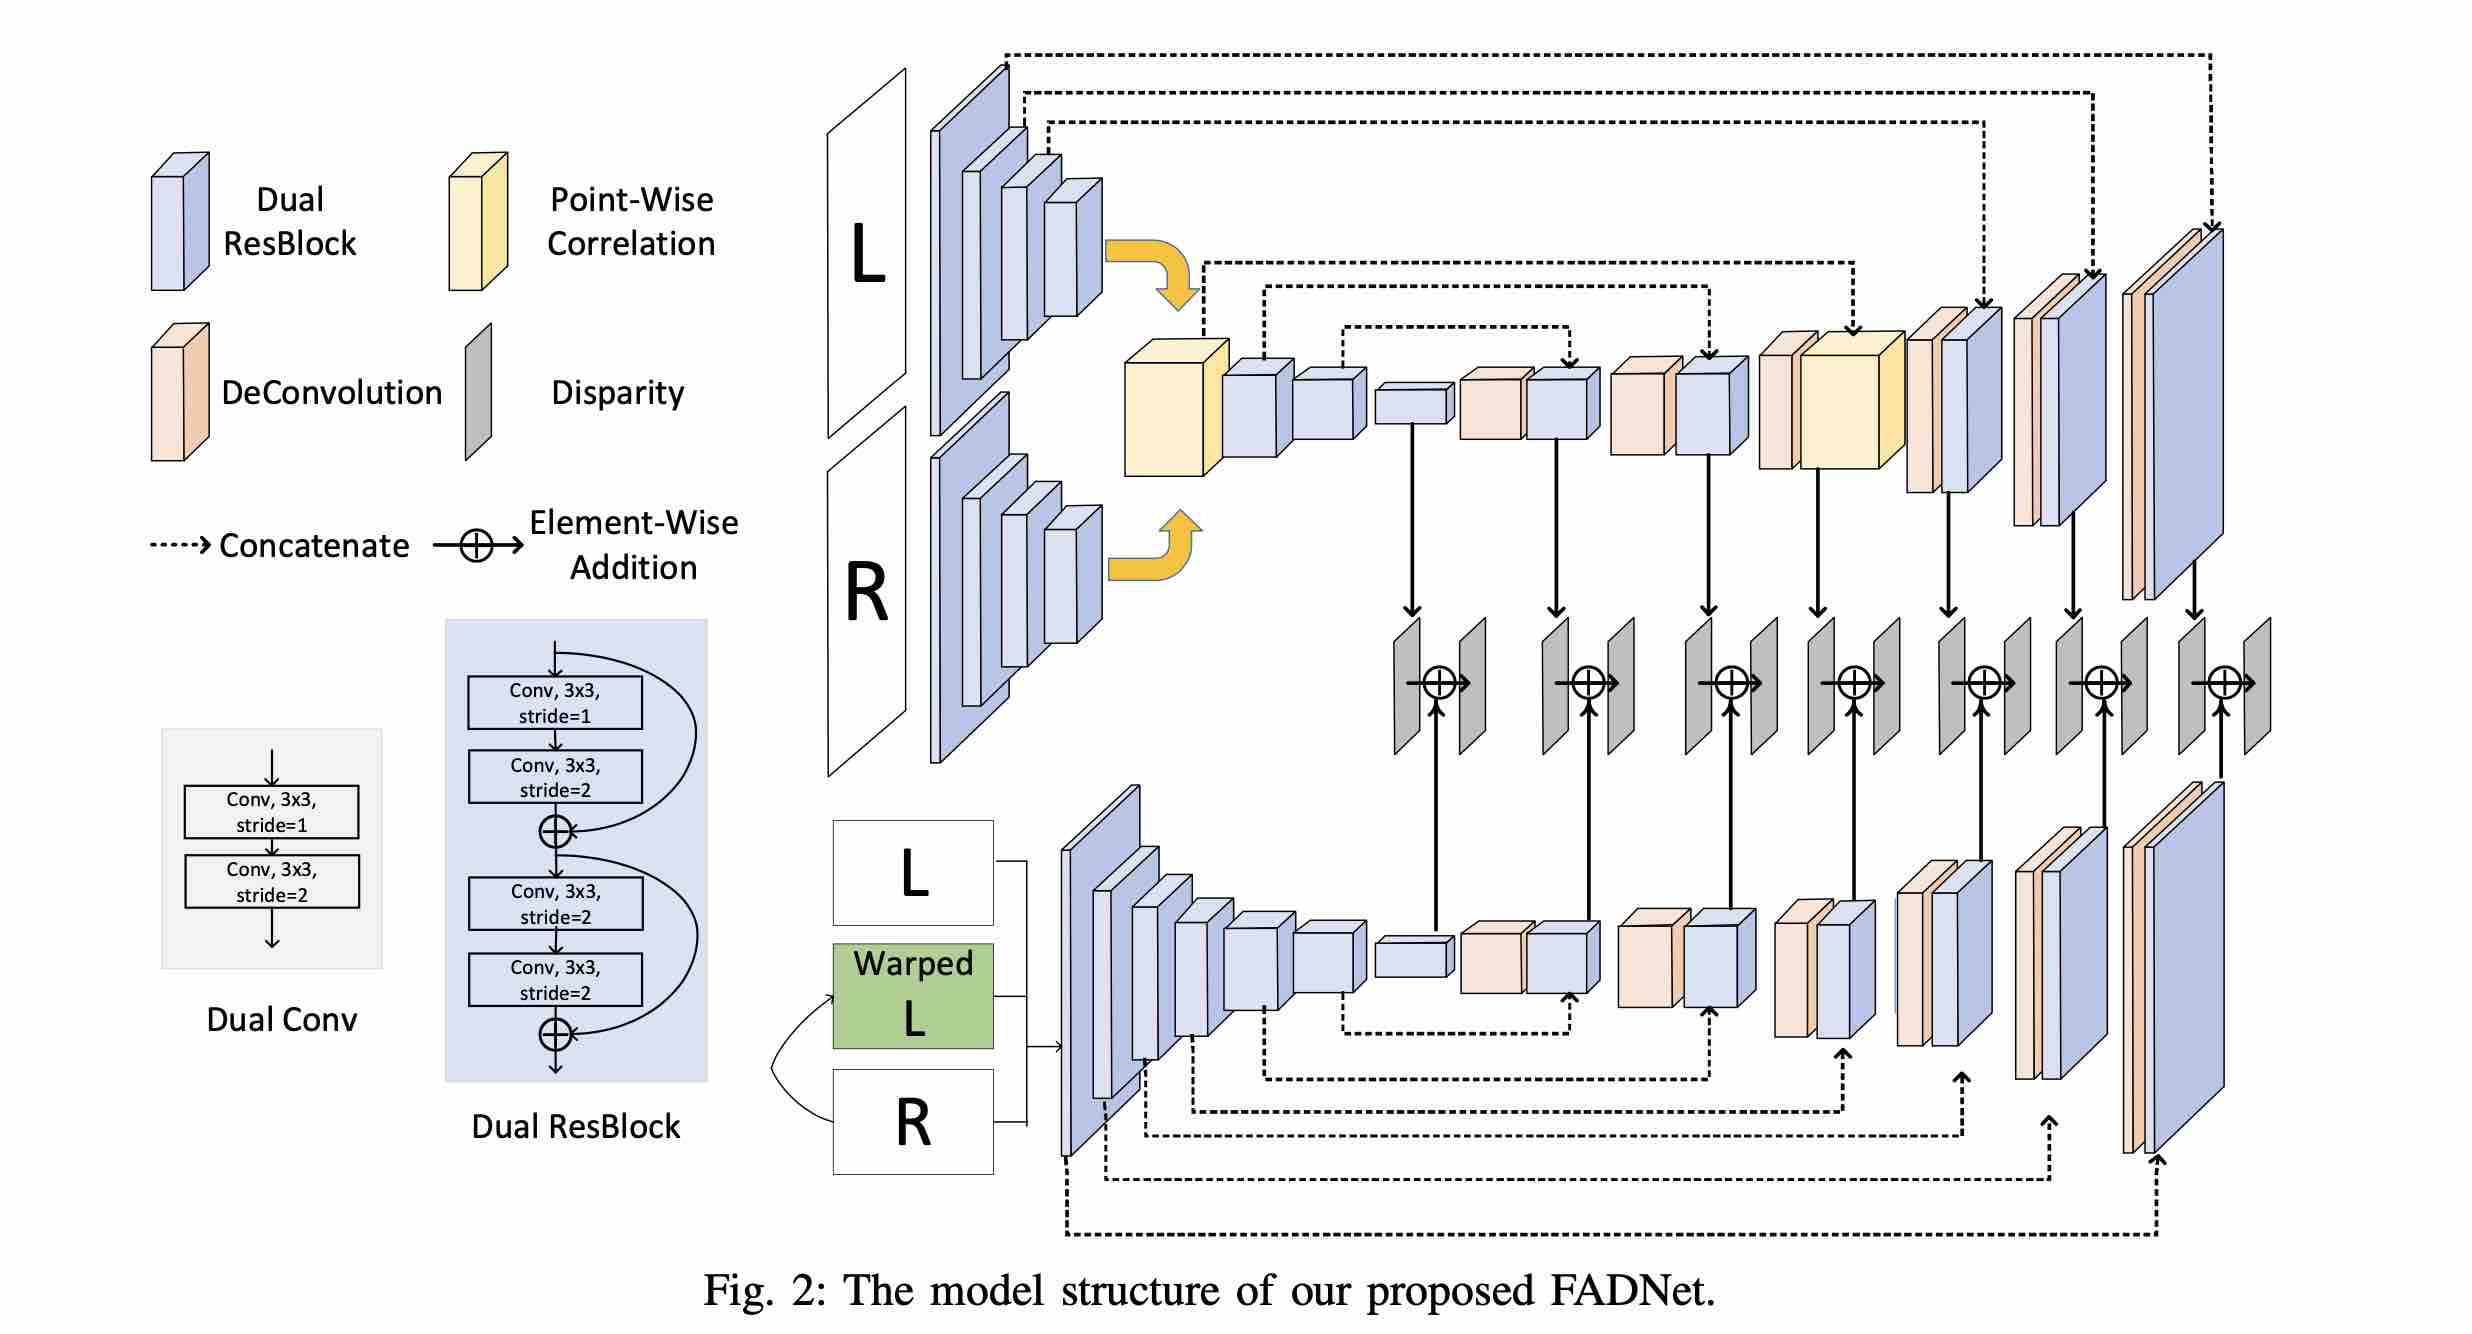 Dual
ResBlock
Point-Wise
Correlation
DeConvolution
Disparity
Concatenate
Element-Wise
Addition
Conv, 3x3,
stride=1
Conv, 3x3,
stride=2
Dual Conv
Conv, 3x3,
stride=1
Conv, 3x3,
stride=2
Conv, 3x3,
stride=2
Conv, 3x3,
stride=2
Dual ResBlock
L
R
L
Warped
L
R
Fig. 2: The model structure of our proposed FADNet.